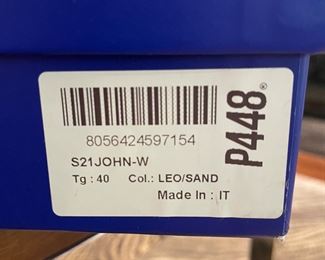 8056424597154
S21JOHN-W
Tg : 40 Col.: LEO/SAND
Made In : IT
P448®